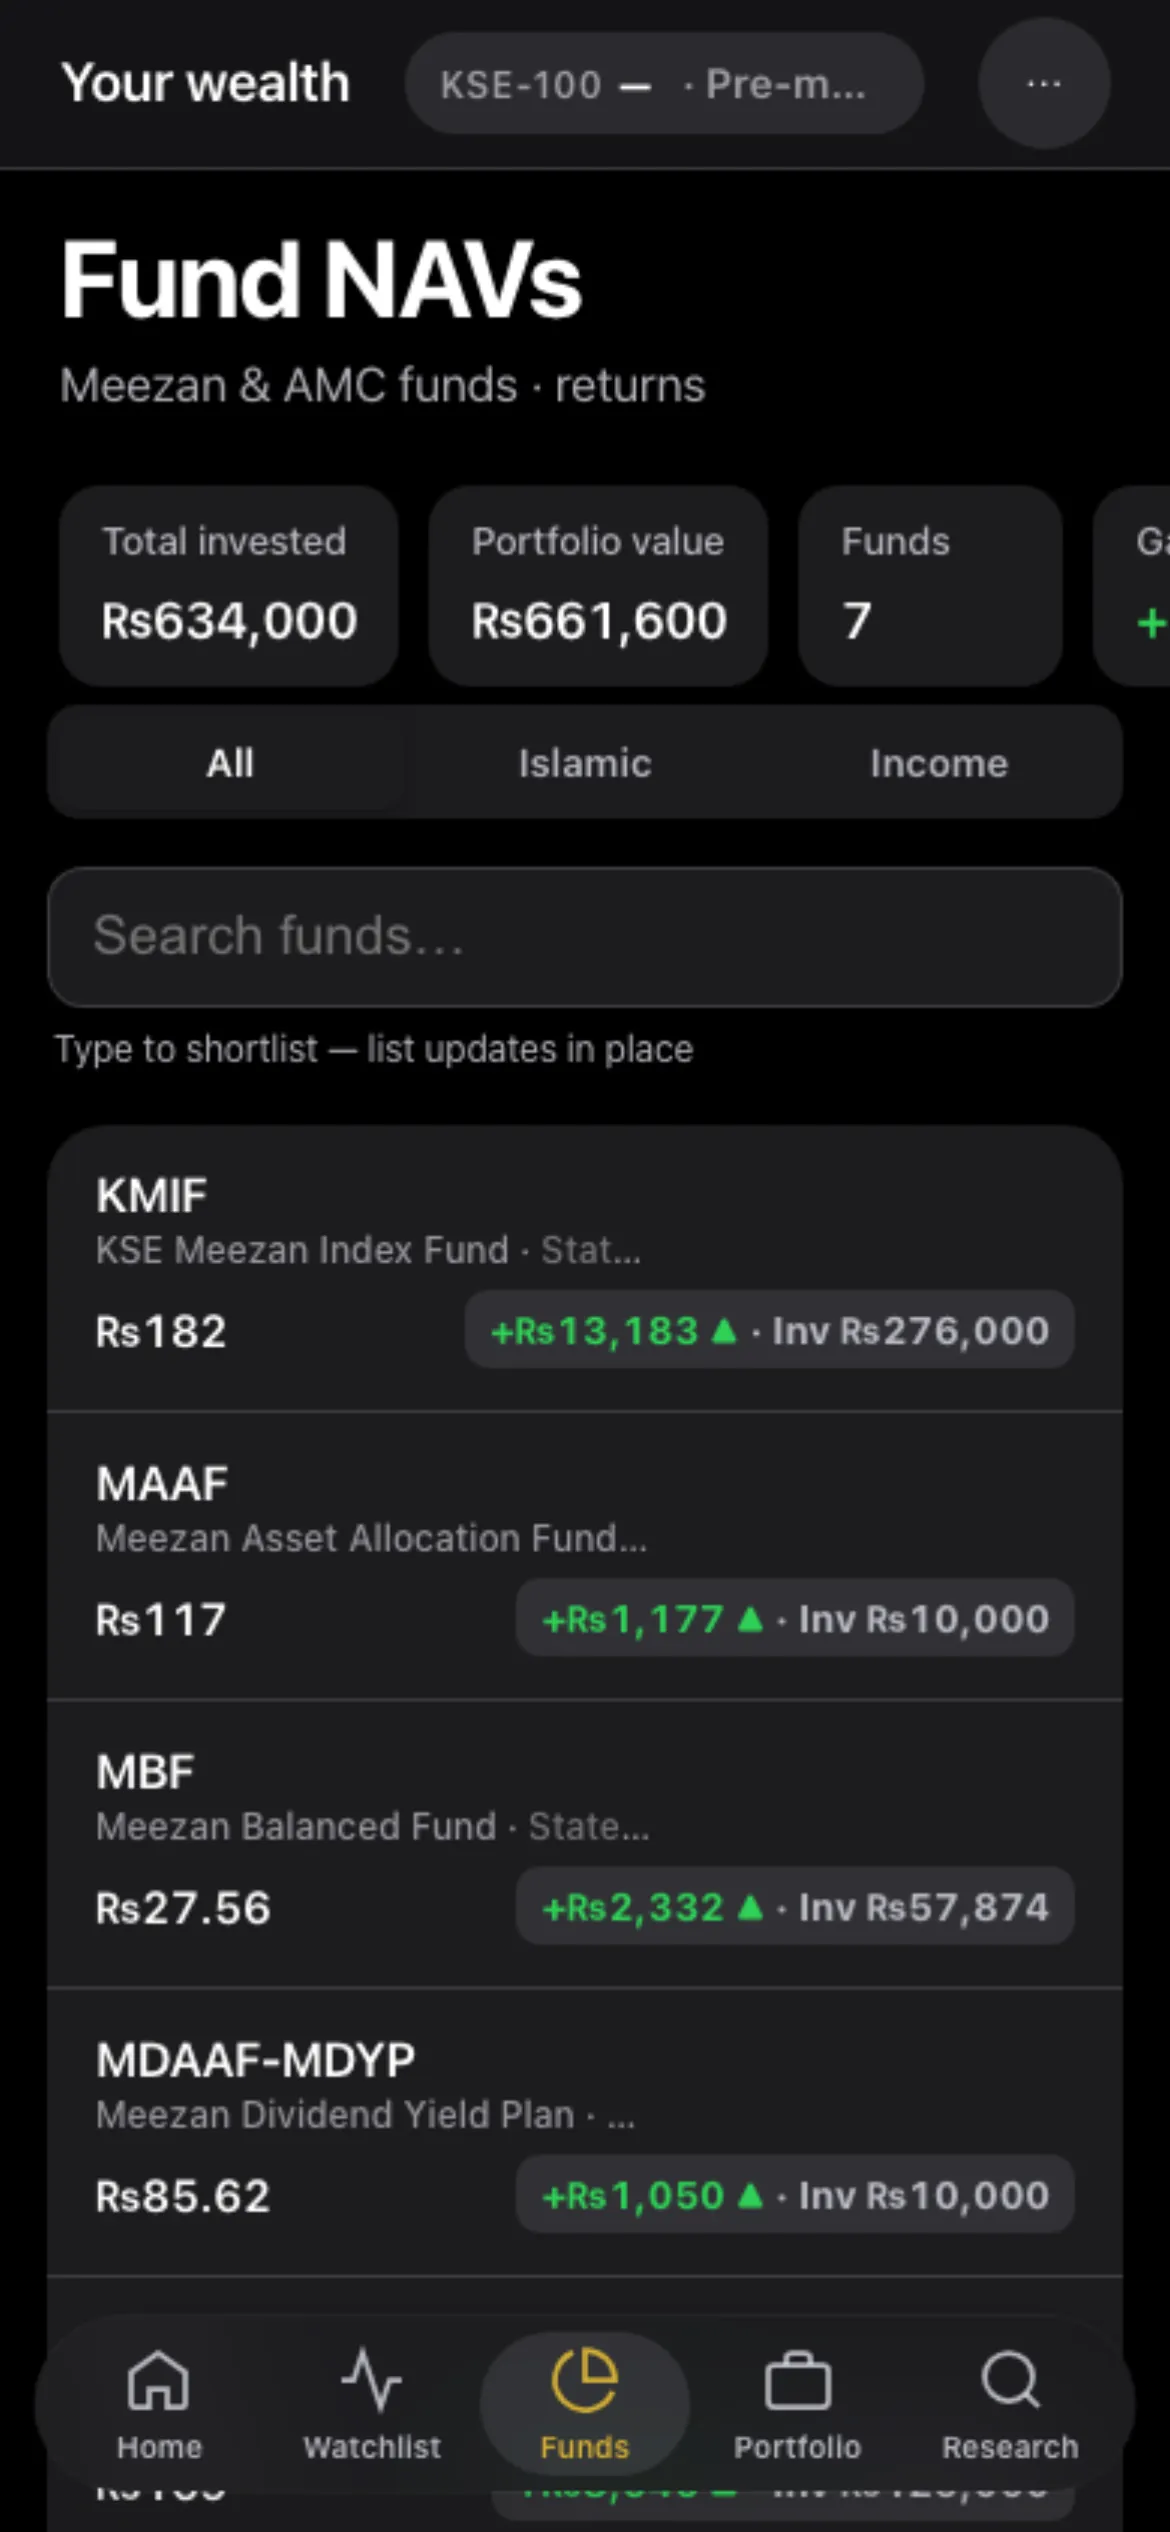 Your wealth
KSE-100 — · Pre-m...
...
Fund NAVs
Meezan & AMC funds · returns
Total invested
Rs634,000
Portfolio value
Rs661,600
Funds
7
+
All
Islamic
Income
Search funds...
Type to shortlist — list updates in place
KMIF
KSE Meezan Index Fund · Stat...
Rs182
+Rs13,183 ▲ · Inv Rs276,000
MAAF
Meezan Asset Allocation Fund...
Rs117
+Rs1,177 ▲ · Inv Rs10,000
MBF
Meezan Balanced Fund · State...
Rs27.56
+Rs2,332 ▲ · Inv Rs57,874
MDAAF-MDYP
Meezan Dividend Yield Plan · ...
Rs85.62
+Rs1,050 ▲ · Inv Rs10,000
Home
Watchlist
Funds
Portfolio
Research